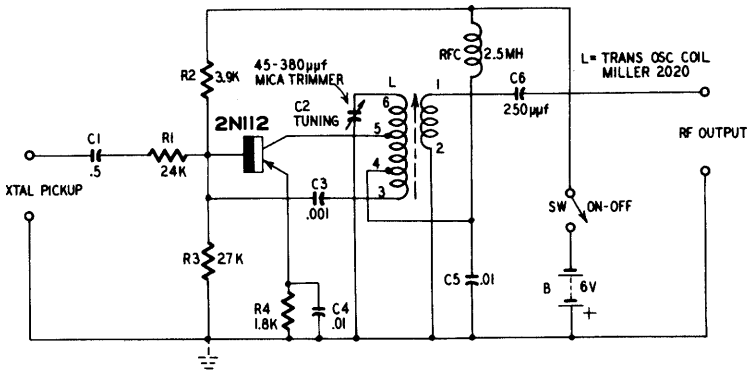 45-380µµf
MICA TRIMMER
RFC
2.5MH
L= TRANS OSC COIL
MILLER 2020
R2
3.9K
L
1
C6
250µµf
6
C2
TUNING
2N112
5
C1
.5
R1
24K
4
2
RF OUTPUT
XTAL PICKUP
C3
.001
3
SW
ON-OFF
R3
27K
C5
.01
B
6V
+
R4
1.8K
C4
.01